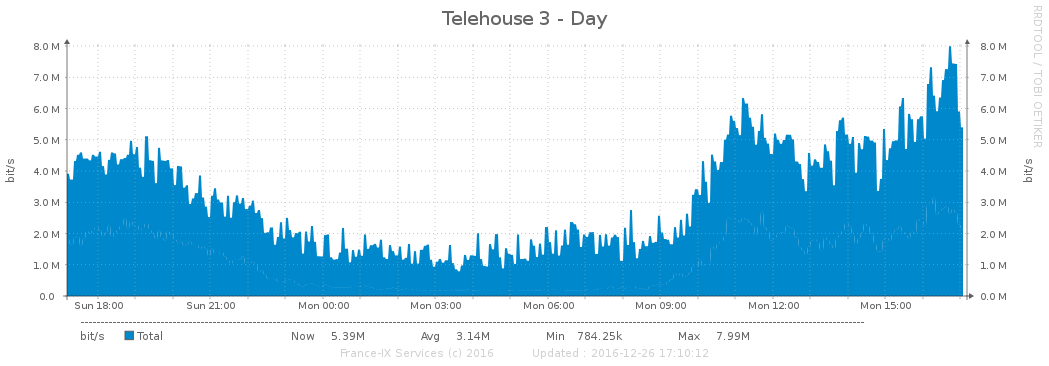 Telehouse 3 - Day
RRDTOOL / TOBI OETIKER
bit/s
bit/s
8.0 M 8.0 M
7.0 M 7.0 M
6.0 M 6.0 M
5.0 M 5.0 M
4.0 M 4.0 M
3.0 M 3.0 M
2.0 M 2.0 M
1.0 M 1.0 M
0.0 0.0 M
Sun 18:00 Sun 21:00 Mon 00:00 Mon 03:00 Mon 06:00 Mon 09:00 Mon 12:00 Mon 15:00
bit/s Total Now 5.39M Avg 3.14M Min 784.25k Max 7.99M
France-IX Services (c) 2016 Updated : 2016-12-26 17:10:12